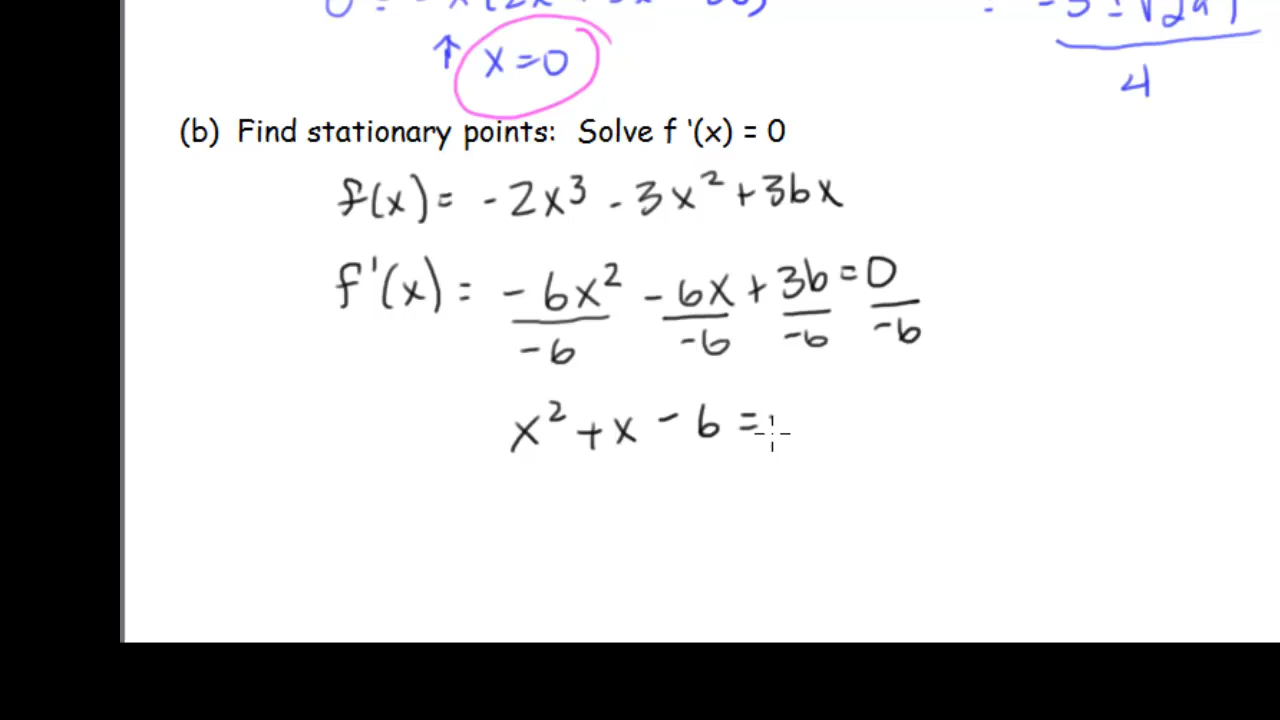 x = 0
4
(b) Find stationary points: Solve f '(x) = 0
f(x) = -2x³ - 3x² + 36x
f'(x) = -6x² - 6x + 36 = 0
-6 -6 -6 -6
x² + x - 6 =